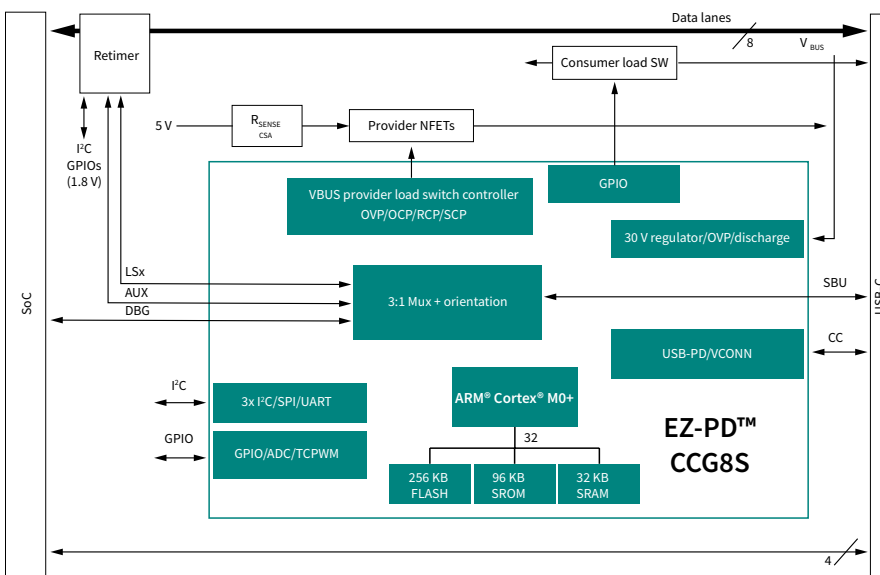 Data lanes
8
V BUS
Retimer
Consumer load SW
5 V
RSENSE
CSA
Provider NFETs
I²C
GPIOs
(1.8 V)
GPIO
VBUS provider load switch controller
OVP/OCP/RCP/SCP
30 V regulator/OVP/discharge
LSx
AUX
DBG
3:1 Mux + orientation
SBU
SoC
USB-C
USB-PD/VCONN
CC
I²C
3x I²C/SPI/UART
ARM® Cortex® M0+
GPIO
GPIO/ADC/TCPWM
32
EZ-PD™
CCG8S
256 KB
FLASH
96 KB
SROM
32 KB
SRAM
4